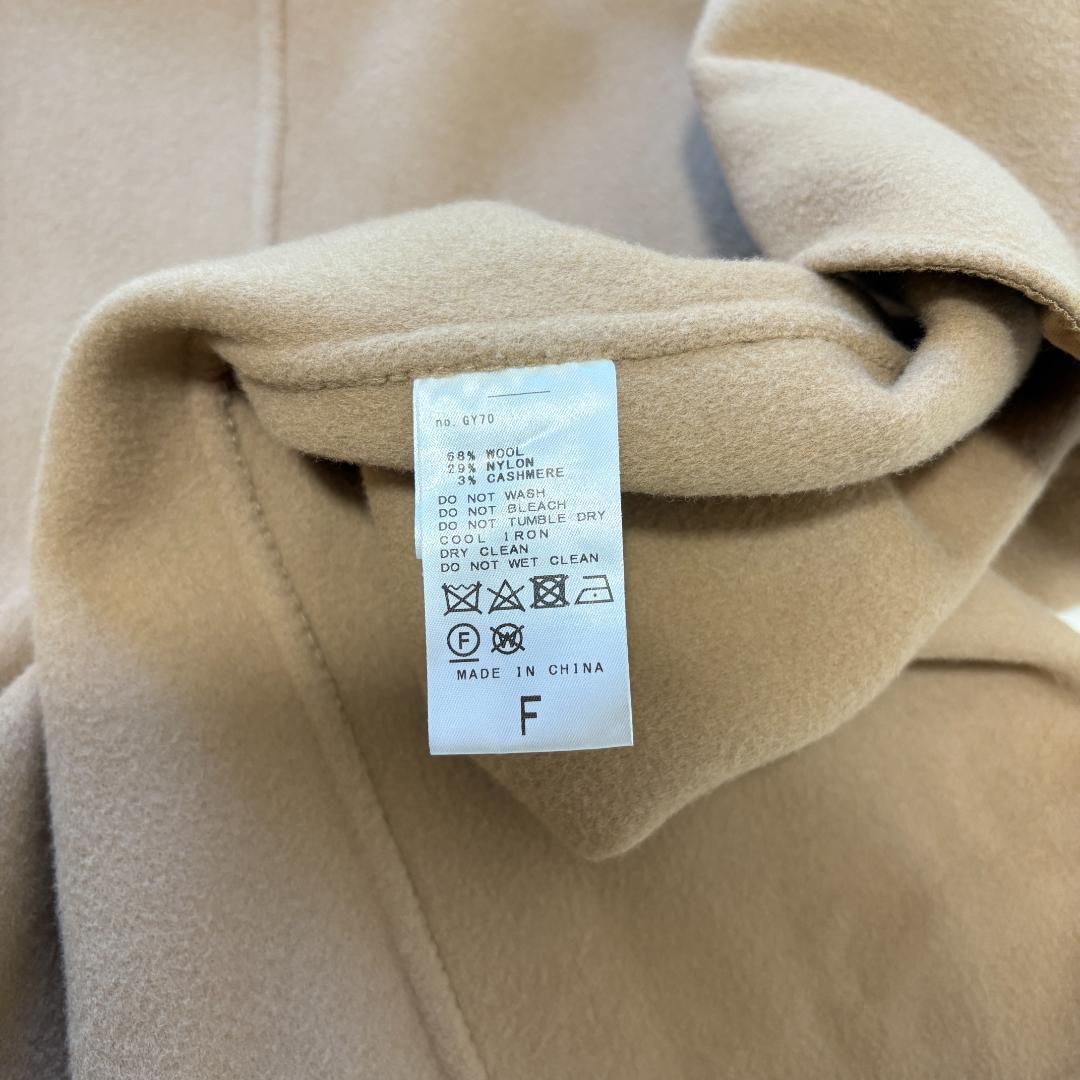 no. GY70
68% WOOL
29% NYLON
3% CASHMERE
DO NOT WASH
DO NOT BLEACH
DO NOT TUMBLE DRY
COOL IRON
DRY CLEAN
DO NOT WET CLEAN
F W
MADE IN CHINA
F